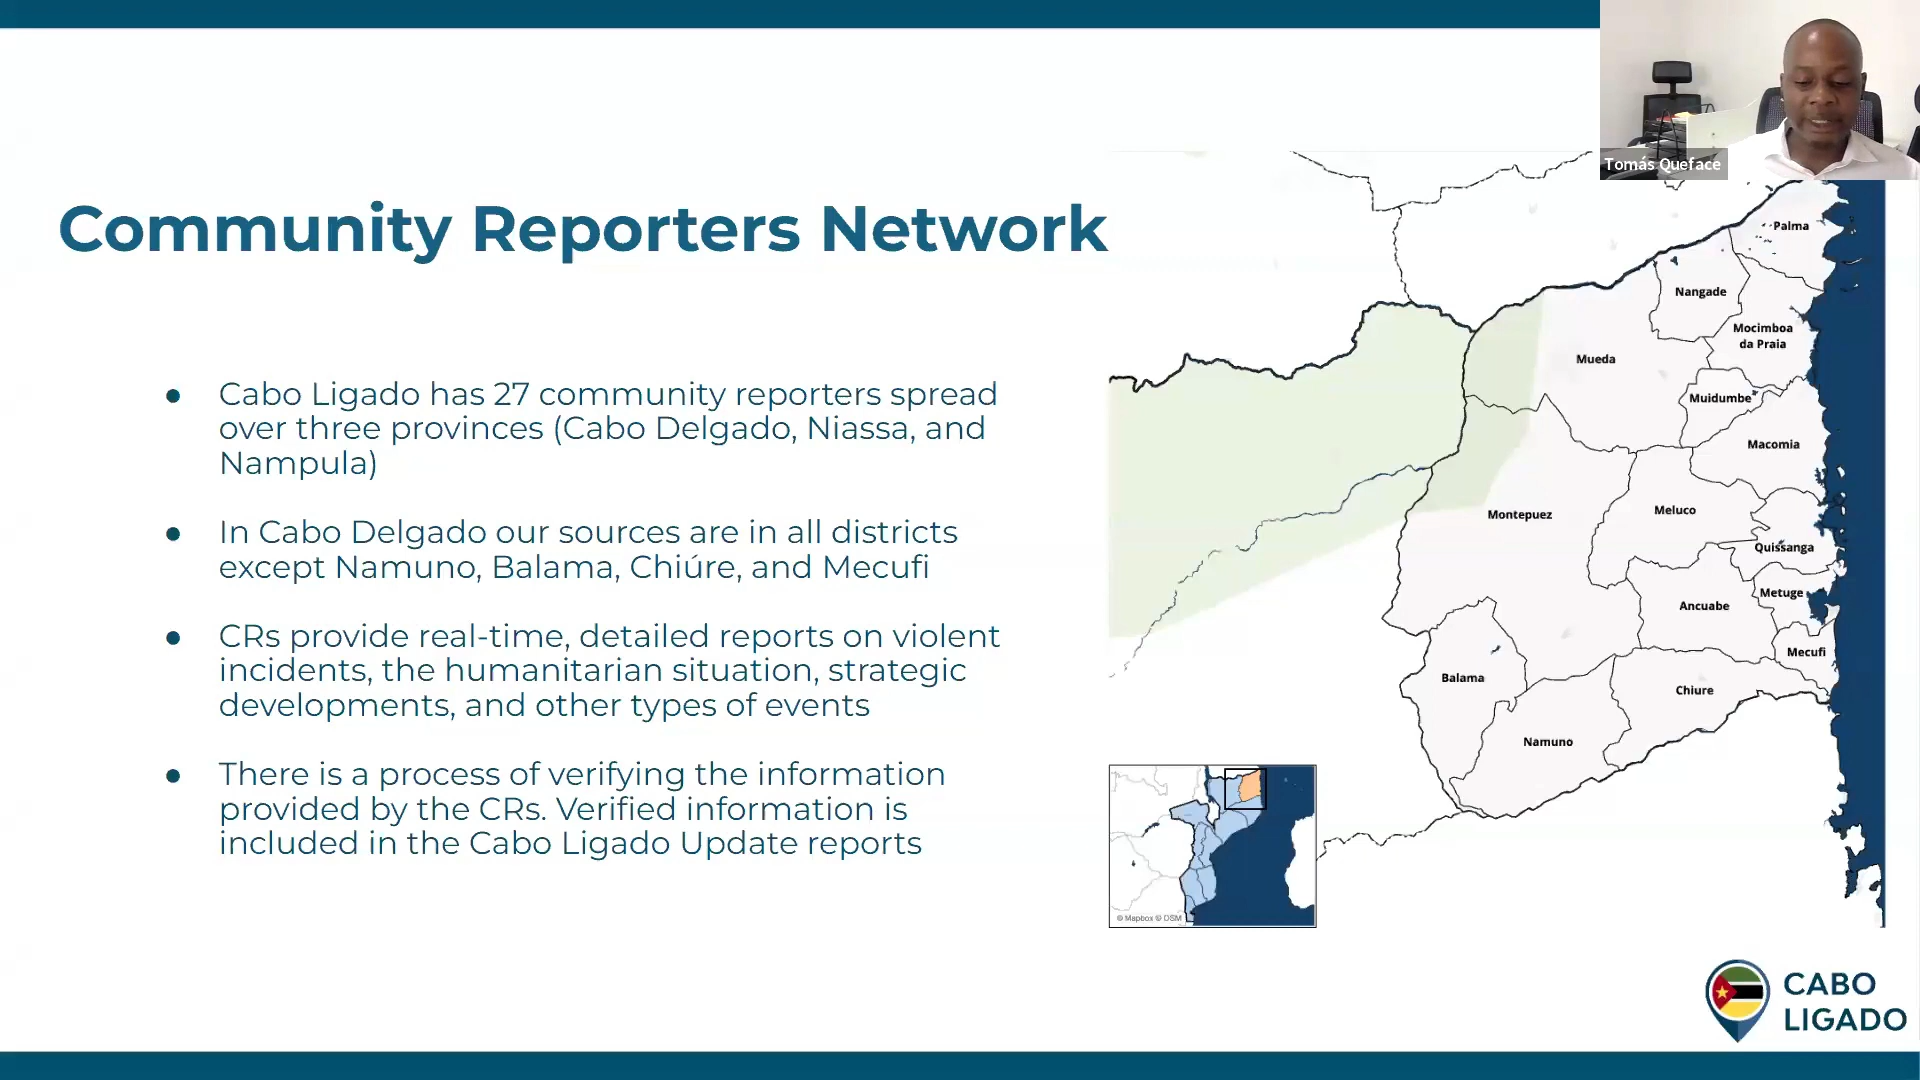 Tomás Queface
Community Reporters Network
● Cabo Ligado has 27 community reporters spread
over three provinces (Cabo Delgado, Niassa, and
Nampula)
● In Cabo Delgado our sources are in all districts
except Namuno, Balama, Chiúre, and Mecufi
● CRs provide real-time, detailed reports on violent
incidents, the humanitarian situation, strategic
developments, and other types of events
● There is a process of verifying the information
provided by the CRs. Verified information is
included in the Cabo Ligado Update reports
Palma
Nangade
Mocimboa
da Praia
Mueda
Muidumbe
Macomia
Meluco
Montepuez
Quissanga
Metuge
Ancuabe
Mecufi
Balama
Chiure
Namuno
© Mapbox © OSM
CABO
LIGADO